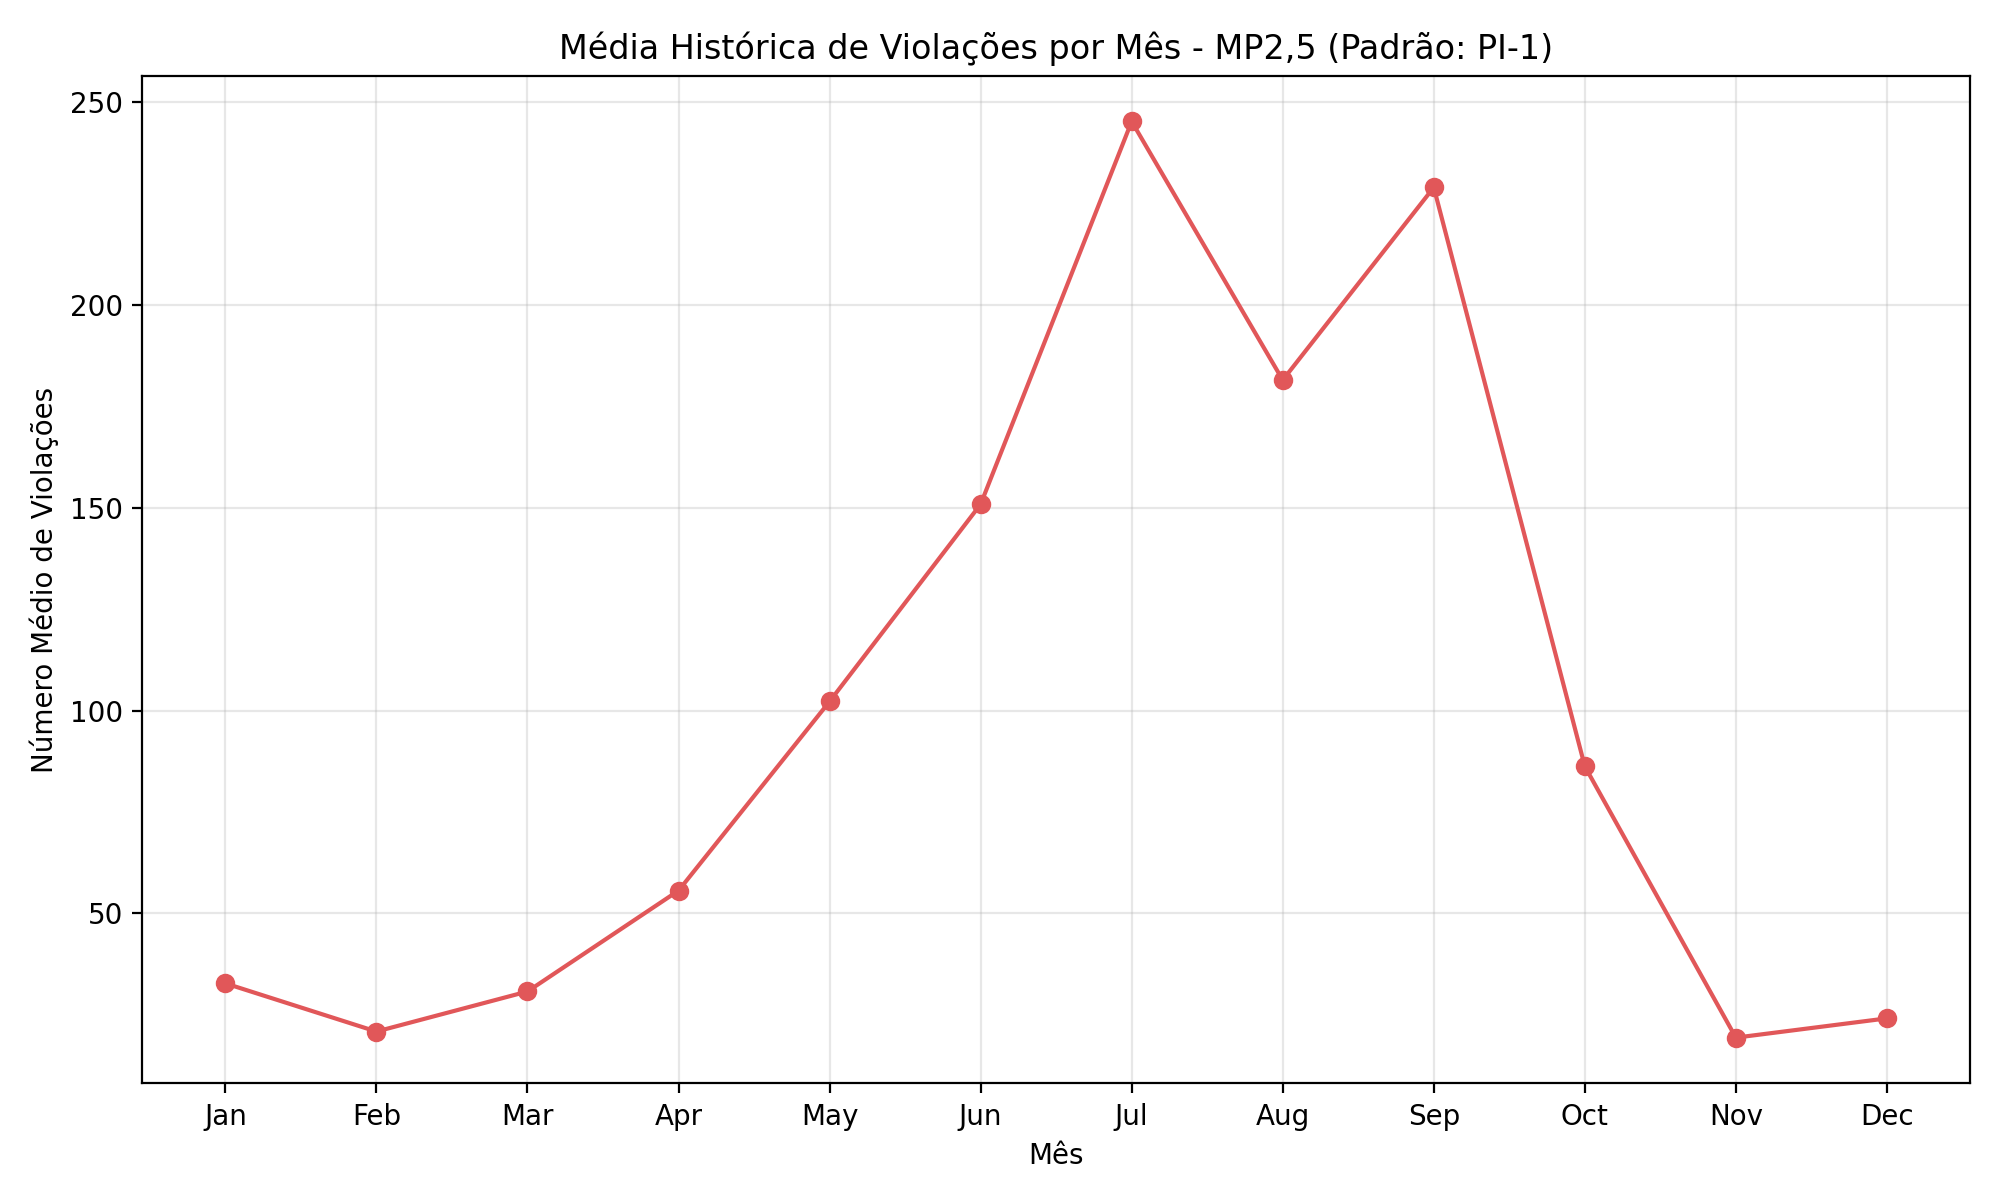 Média Histórica de Violações por Mês - MP2,5 (Padrão: PI-1)
Número Médio de Violações
250
200
150
100
50
Jan Feb Mar Apr May Jun Jul Aug Sep Oct Nov Dec
Mês